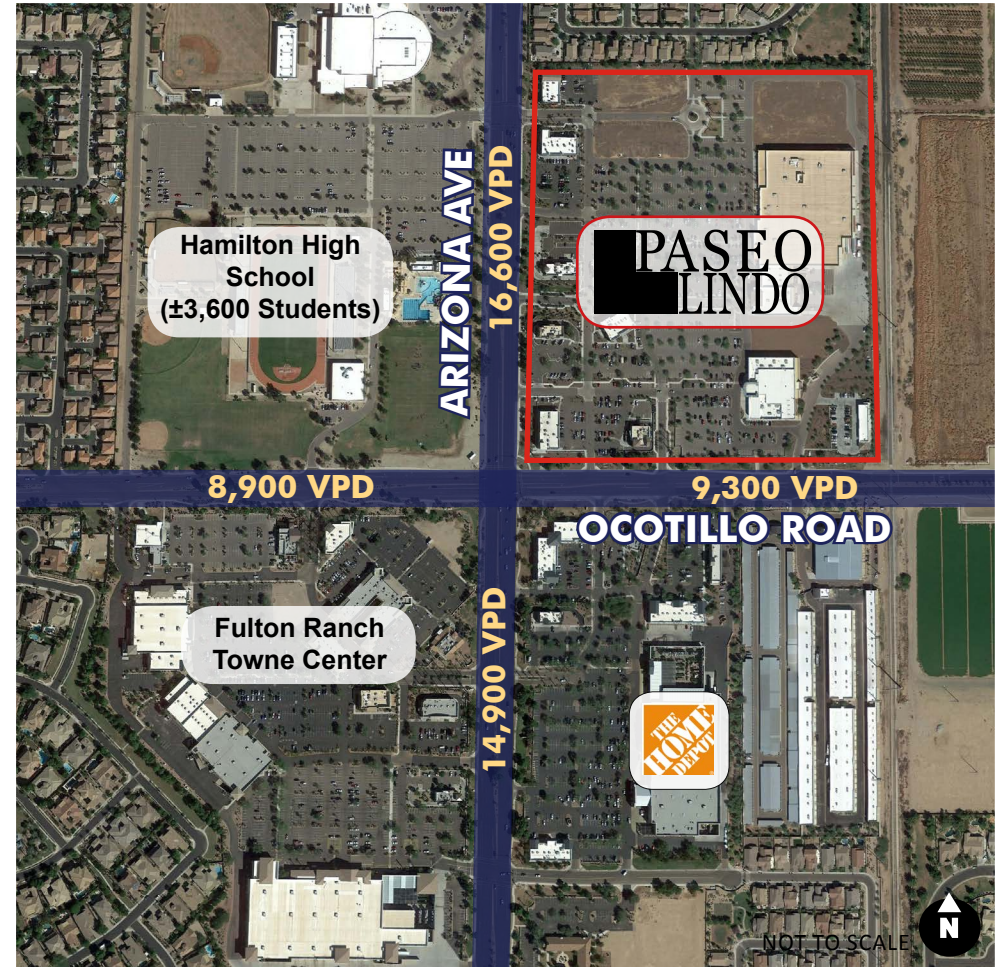 Hamilton High
School
(±3,600 Students)
ARIZONA AVE
16,600 VPD
PASEO
LINDO
8,900 VPD
9,300 VPD
OCOTILLO ROAD
Fulton Ranch
Towne Center
14,900 VPD
THE
HOME
DEPOT
NOT TO SCALE
N